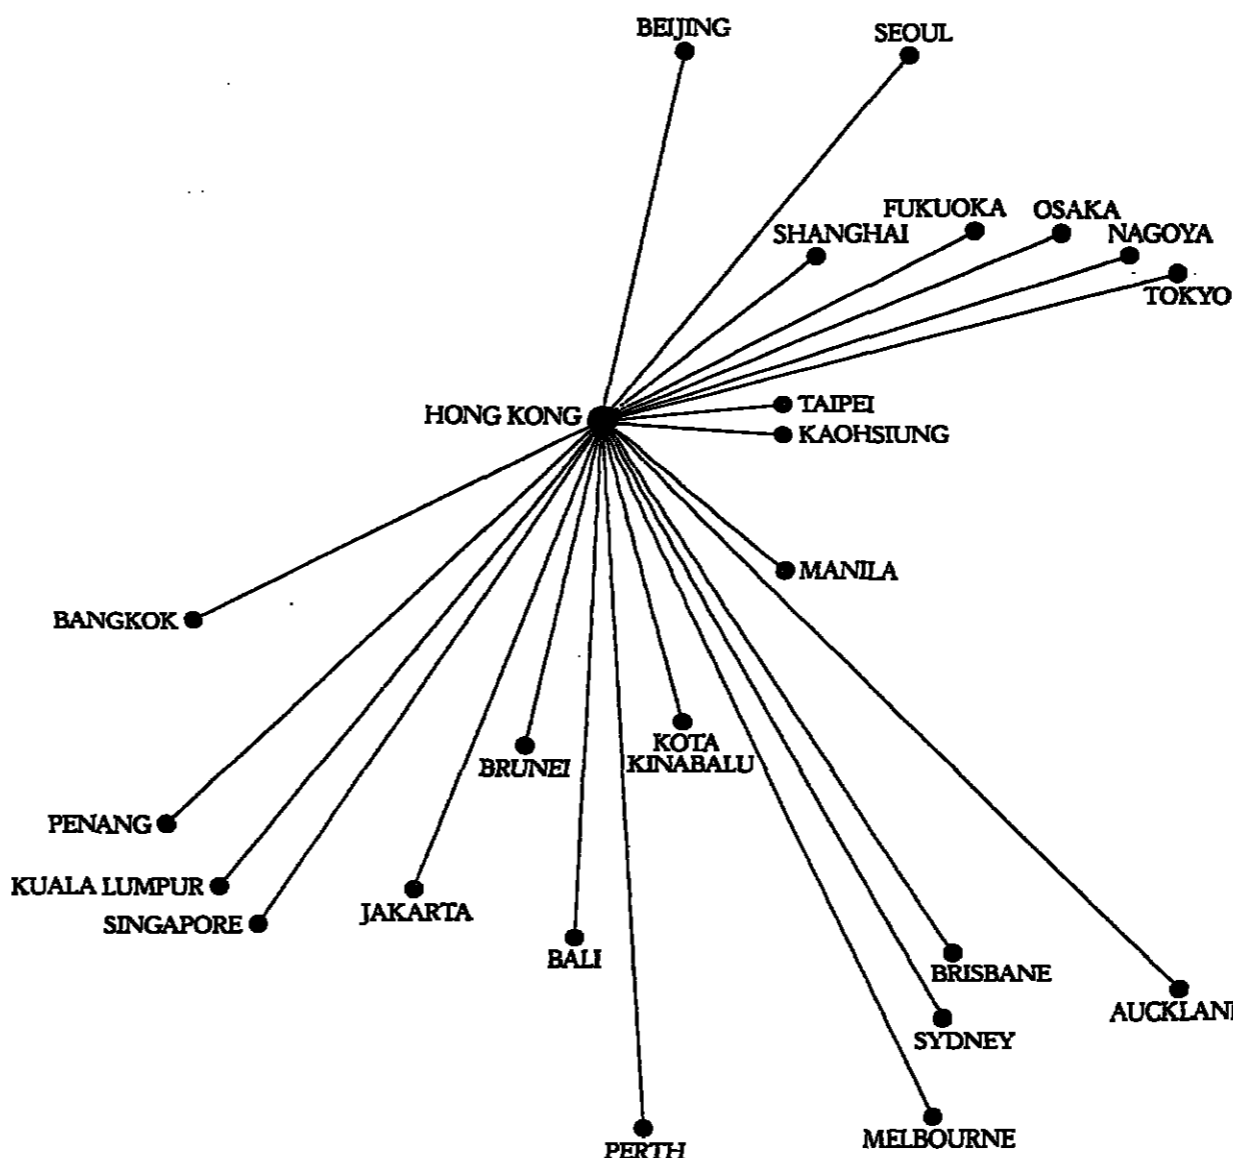 BEIJING
SEOUL
FUKUOKA
OSAKA
SHANGHAI
NAGOYA
TOKYO
TAIPEI
HONG KONG
KAOHSIUNG
MANILA
BANGKOK
KOTA
KINABALU
BRUNEI
PENANG
KUALA LUMPUR
SINGAPORE
JAKARTA
BALI
BRISBANE
AUCKLAN
SYDNEY
MELBOURNE
PERTH